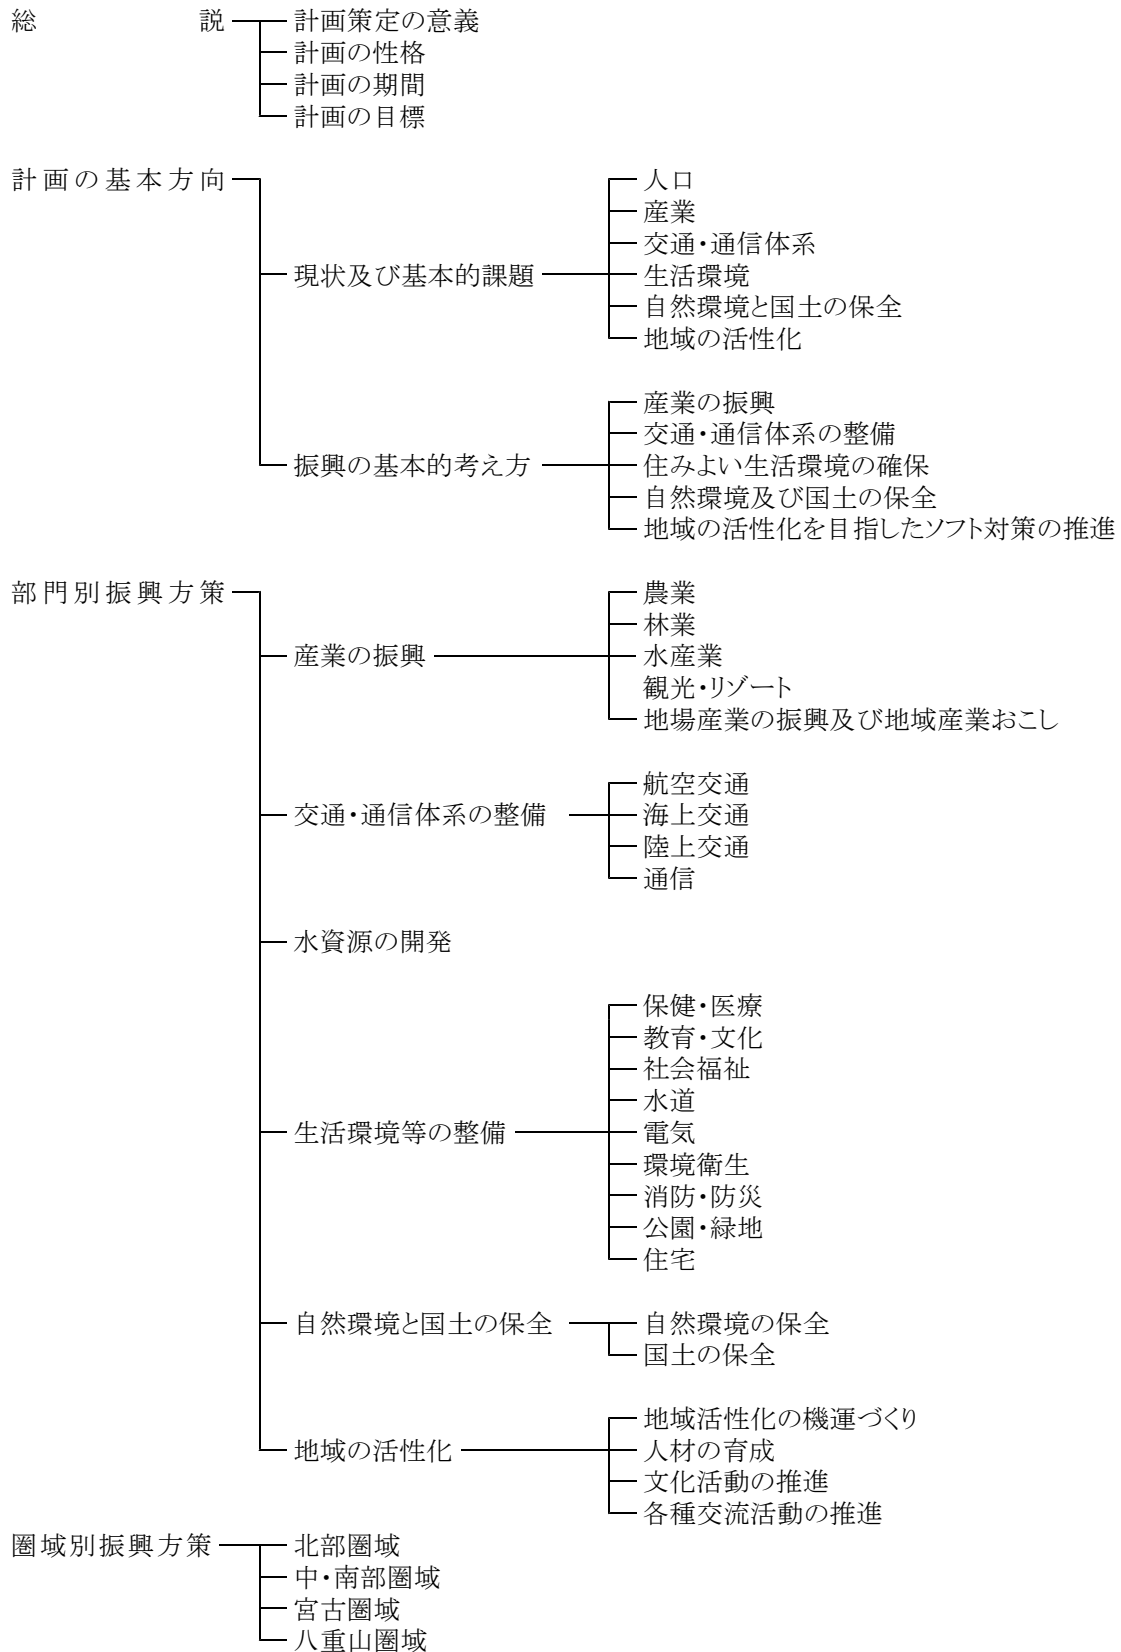 総説 計画策定の意義
計画の性格
計画の期間
計画の目標
計画の基本方向 人口
産業
交通・通信体系
現状及び基本的課題 生活環境
自然環境と国土の保全
地域の活性化
産業の振興
交通・通信体系の整備
振興の基本的考え方 住みよい生活環境の確保
自然環境及び国土の保全
地域の活性化を目指したソフト対策の推進
部門別振興方策 農業
林業
産業の振興 水産業
観光・リゾート
地場産業の振興及び地域産業おこし
航空交通
交通・通信体系の整備 海上交通
陸上交通
通信
水資源の開発
保健・医療
教育・文化
社会福祉
水道
生活環境等の整備 電気
環境衛生
消防・防災
公園・緑地
住宅
自然環境と国土の保全 自然環境の保全
国土の保全
地域活性化の機運づくり
地域の活性化 人材の育成
文化活動の推進
各種交流活動の推進
圏域別振興方策 北部圏域
中・南部圏域
宮古圏域
八重山圏域